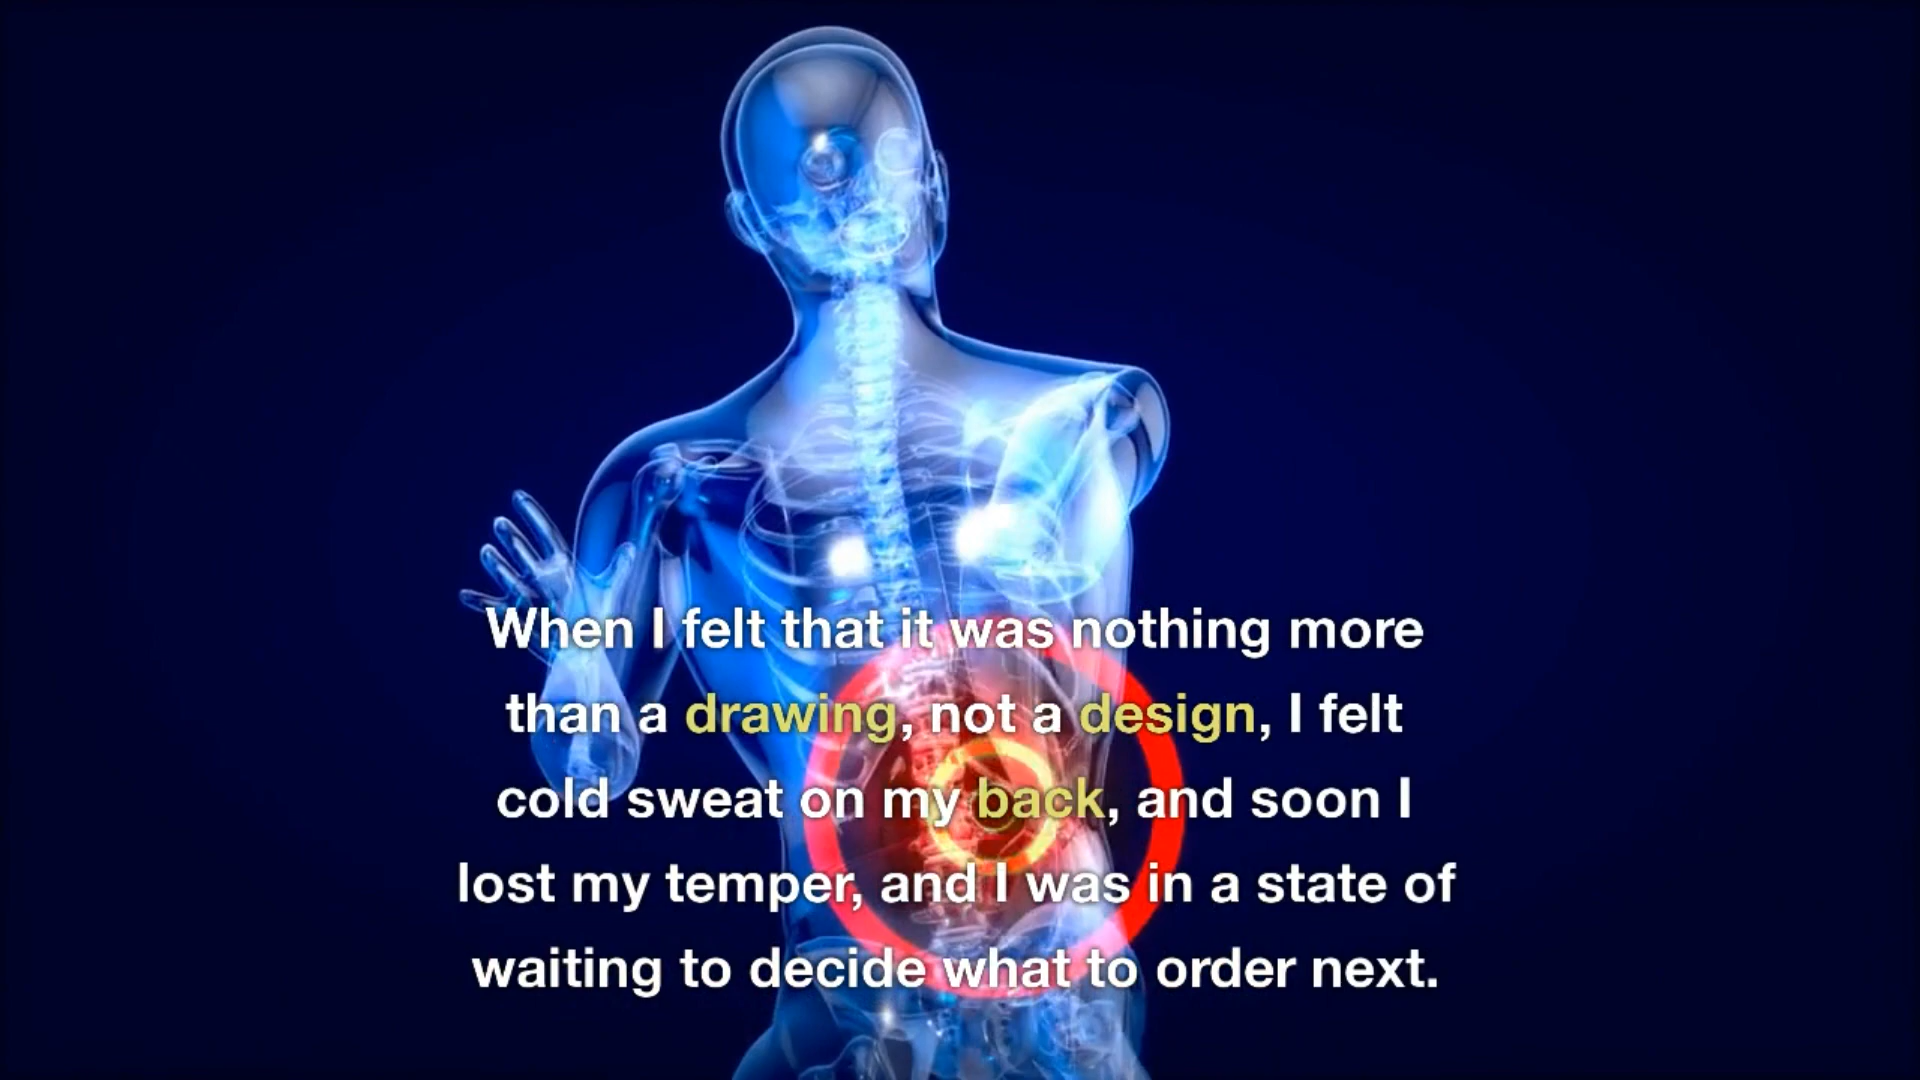 When I felt that it was nothing more
than a drawing, not a design, I felt
cold sweat on my back, and soon I
lost my temper, and I was in a state of
waiting to decide what to order next.